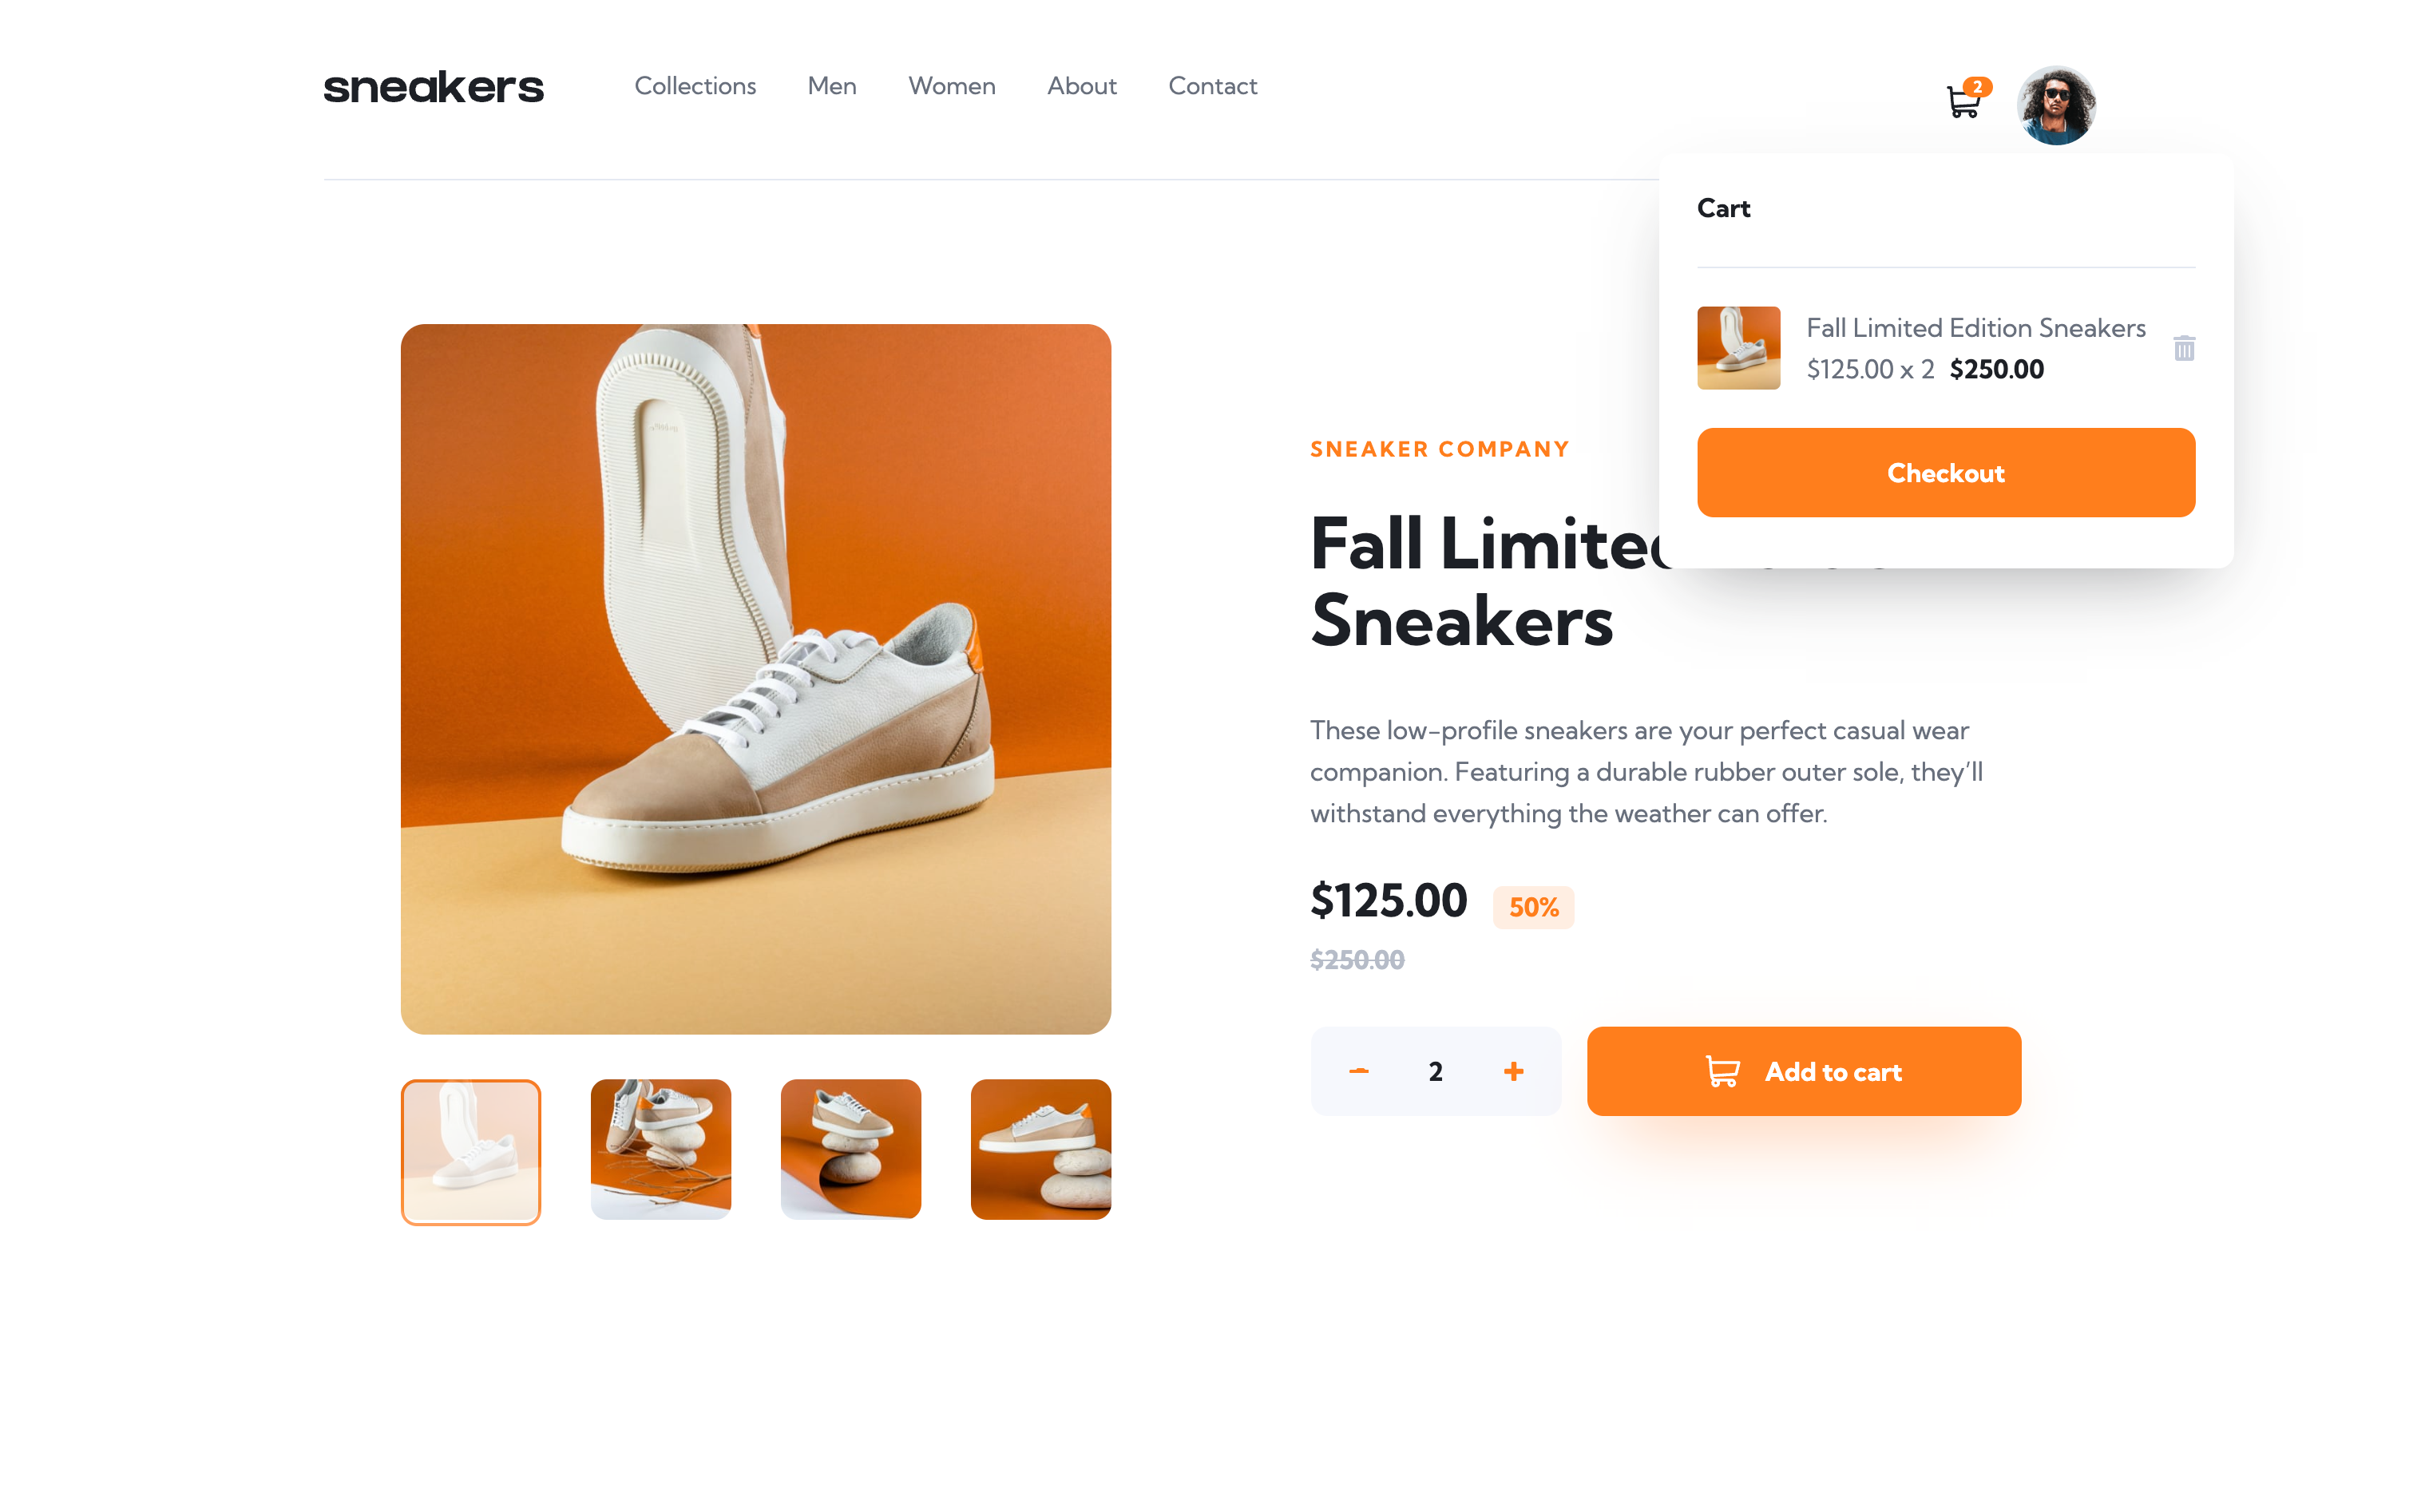 sneakers
Collections Men Women About Contact
2
Cart
Fall Limited Edition Sneakers
$125.00 x 2 $250.00
Checkout
SNEAKER COMPANY
Fall Limited
Sneakers
These low-profile sneakers are your perfect casual wear
companion. Featuring a durable rubber outer sole, they’ll
withstand everything the weather can offer.
$125.00 50%
$250.00
2
Add to cart